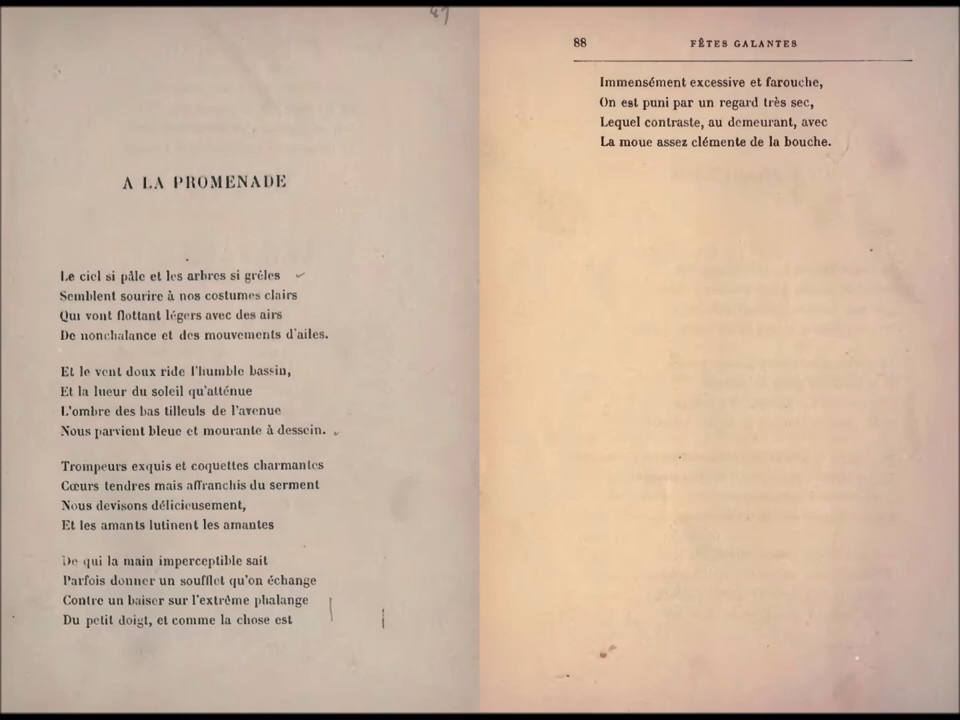 A LA PROMENADE
Le ciel si pâle et les arbres si grêles
Semblent sourire à nos costumes clairs
Qui vont flottant légers avec des airs
De nonchalance et des mouvements d'ailes.
Et le vent doux ride l'humble bassin,
Et la lueur du soleil qu'atténue
L'ombre des bas tilleuls de l'avenue
Nous parvient bleue et mourante à dessein.
Trompeurs exquis et coquettes charmantes
Cœurs tendres mais affranchis du serment
Nous devisons délicieusement,
Et les amants lutinent les amantes
De qui la main imperceptible sait
Parfois donner un soufflet qu'on échange
Contre un baiser sur l'extrême phalange
Du petit doigt, et comme la chose est
88 FÊTES GALANTES
Immensément excessive et farouche,
On est puni par un regard très sec,
Lequel contraste, au demeurant, avec
La moue assez clémente de la bouche.